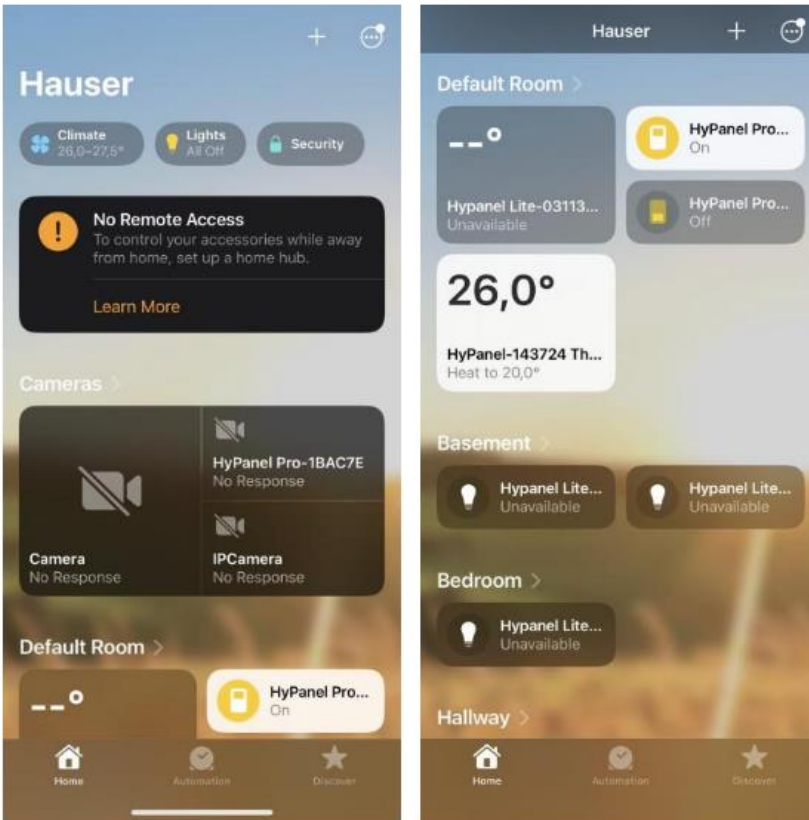 Hauser
Climate
26,0–27,5°
Lights
All Off
Security
No Remote Access
To control your accessories while away
from home, set up a home hub.
Learn More
Cameras
HyPanel Pro-1BAC7E
No Response
Camera
No Response
IPCamera
No Response
Default Room
--°
HyPanel Pro...
On
Home
Automation
Discover
Hauser
Default Room
--°
Hypanel Lite-03113...
Unavailable
HyPanel Pro...
On
HyPanel Pro...
Off
26,0°
HyPanel-143724 Th...
Heat to 20,0°
Basement
Hypanel Lite...
Unavailable
Hypanel Lite...
Unavailable
Bedroom
Hypanel Lite...
Unavailable
Hallway
Home
Automation
Discover